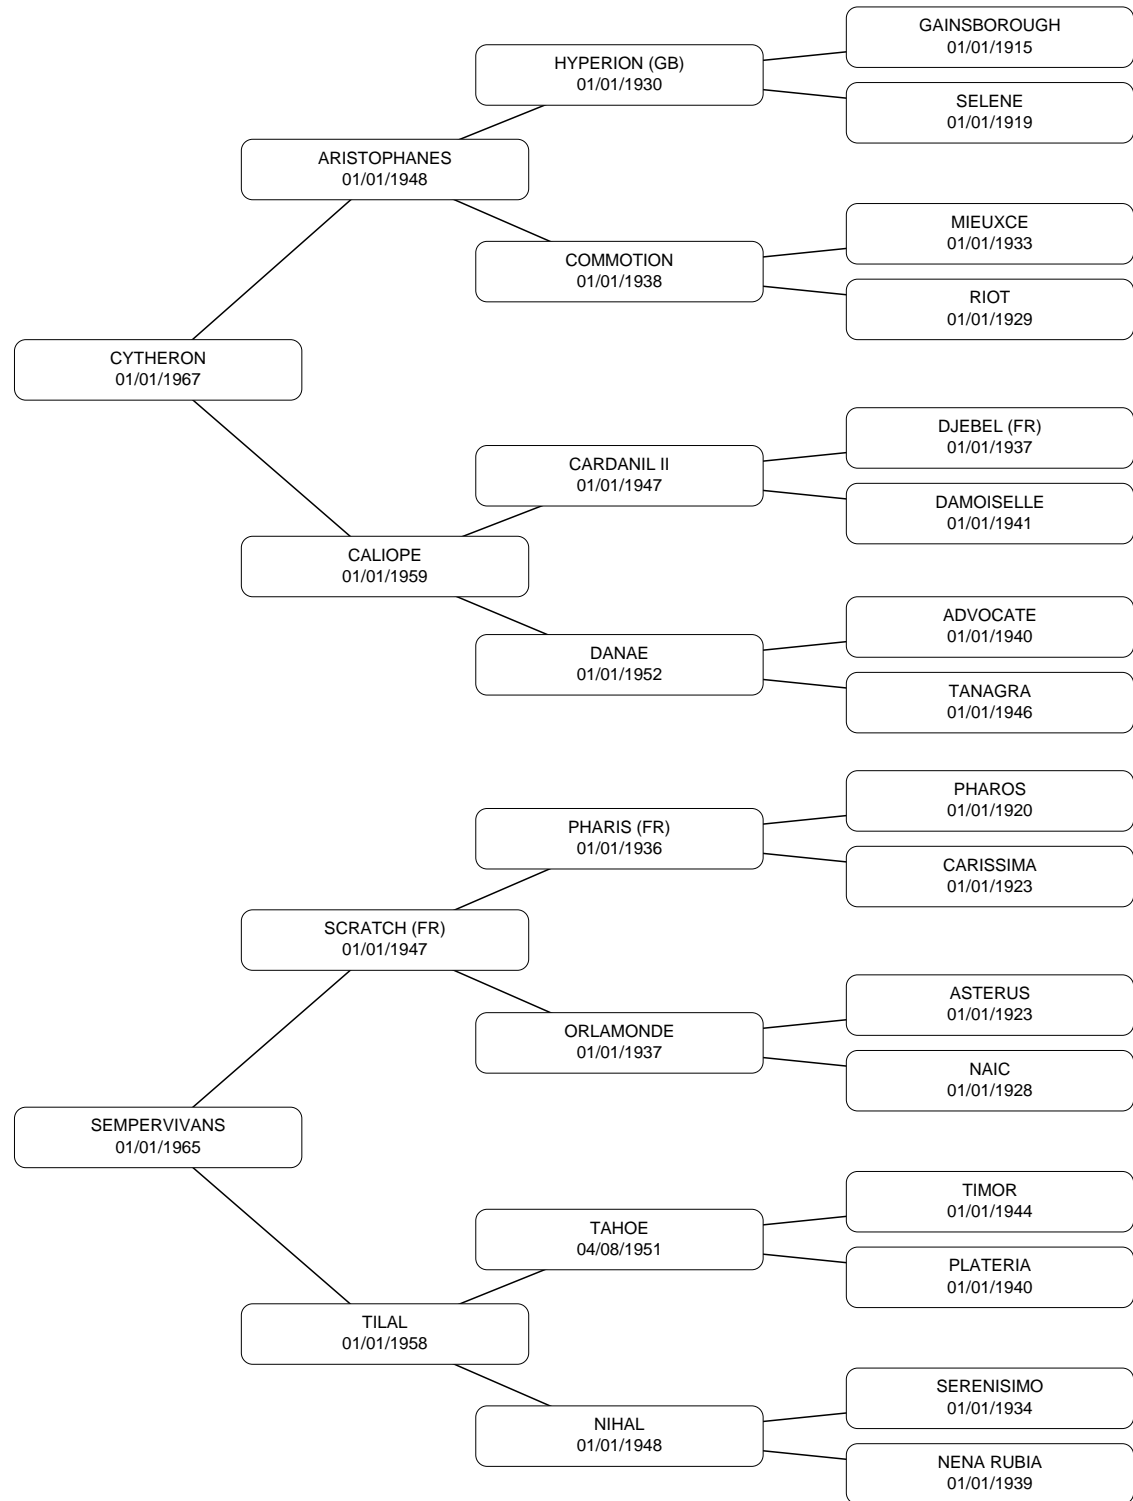 GAINSBOROUGH
01/01/1915
HYPERION (GB)
01/01/1930
SELENE
01/01/1919
ARISTOPHANES
01/01/1948
MIEUXCE
01/01/1933
COMMOTION
01/01/1938
RIOT
01/01/1929
CYTHERON
01/01/1967
DJEBEL (FR)
01/01/1937
CARDANIL II
01/01/1947
DAMOISELLE
01/01/1941
CALIOPE
01/01/1959
ADVOCATE
01/01/1940
DANAE
01/01/1952
TANAGRA
01/01/1946
PHAROS
01/01/1920
PHARIS (FR)
01/01/1936
CARISSIMA
01/01/1923
SCRATCH (FR)
01/01/1947
ASTERUS
01/01/1923
ORLAMONDE
01/01/1937
NAIC
01/01/1928
SEMPERVIVANS
01/01/1965
TIMOR
01/01/1944
TAHOE
04/08/1951
PLATERIA
01/01/1940
TILAL
01/01/1958
SERENISIMO
01/01/1934
NIHAL
01/01/1948
NENA RUBIA
01/01/1939